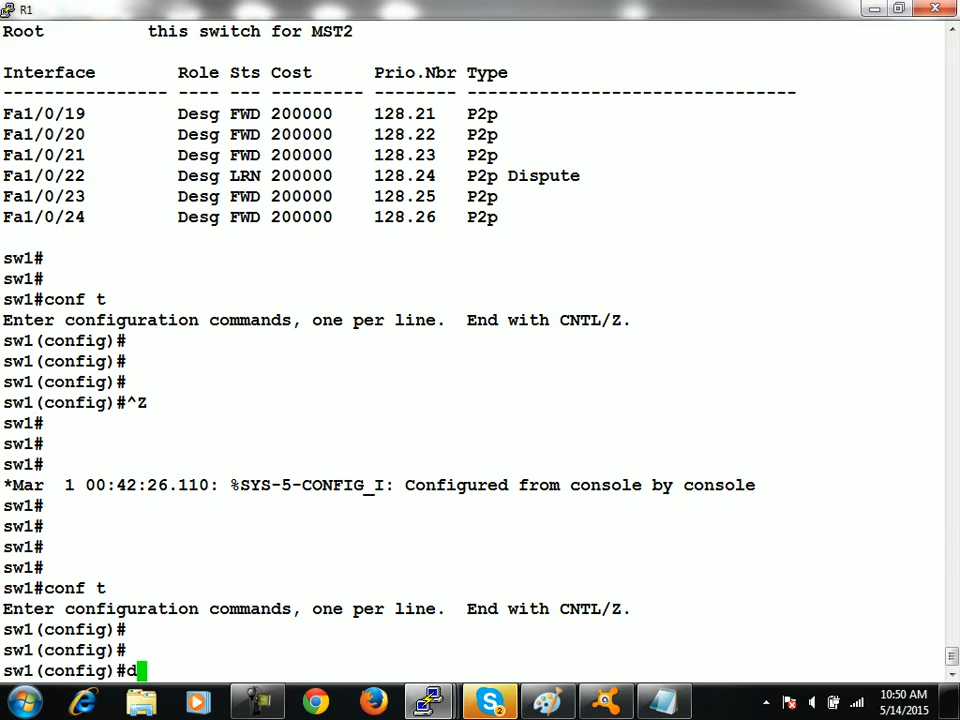 R1
Root          this switch for MST2
Interface        Role Sts Cost      Prio.Nbr Type
---------------- ---- --- --------- -------- --------------------------------
Fa1/0/19         Desg FWD 200000    128.21   P2p
Fa1/0/20         Desg FWD 200000    128.22   P2p
Fa1/0/21         Desg FWD 200000    128.23   P2p
Fa1/0/22         Desg LRN 200000    128.24   P2p Dispute
Fa1/0/23         Desg FWD 200000    128.25   P2p
Fa1/0/24         Desg FWD 200000    128.26   P2p
sw1#
sw1#
sw1#conf t
Enter configuration commands, one per line.  End with CNTL/Z.
sw1(config)#
sw1(config)#
sw1(config)#
sw1(config)#^Z
sw1#
sw1#
sw1#
*Mar  1 00:42:26.110: %SYS-5-CONFIG_I: Configured from console by console
sw1#
sw1#
sw1#
sw1#
sw1#conf t
Enter configuration commands, one per line.  End with CNTL/Z.
sw1(config)#
sw1(config)#
sw1(config)#d
10:50 AM
5/14/2015